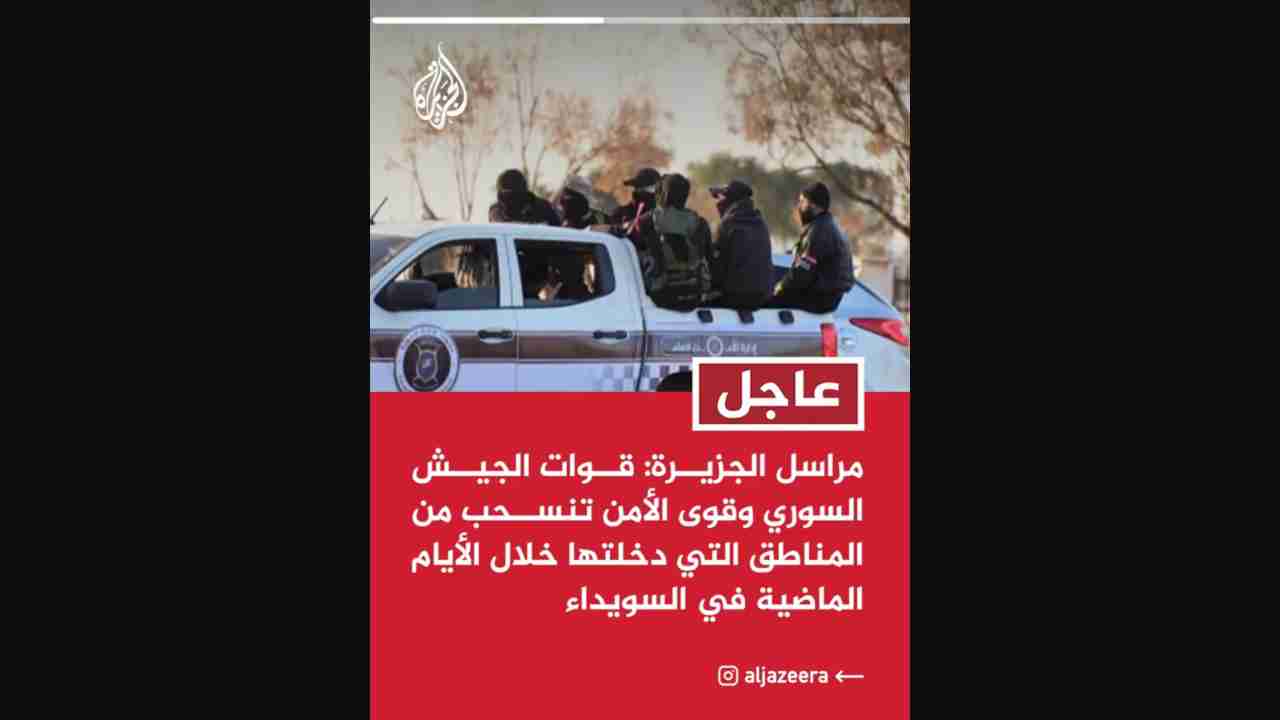 الجزيرة
عاجل
مراسل الجزيرة: قوات الجيش
السوري وقوى الأمن تنسحب من
المناطق التي دخلتها خلال الأيام
الماضية في السويداء
aljazeera